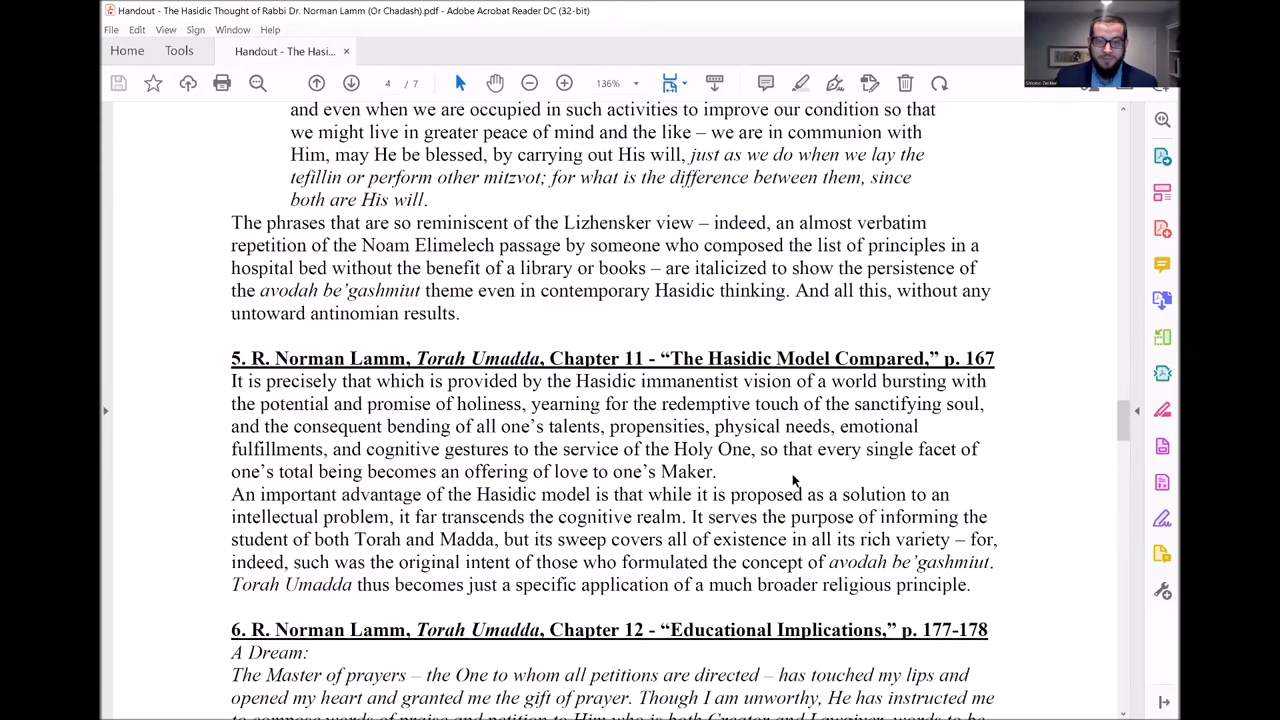 Handout - The Hasidic Thought of Rabbi Dr. Norman Lamm (Or Chadash).pdf - Adobe Acrobat Reader DC (32-bit)
File Edit View Sign Window Help
Home Tools Handout - The Hasi... ×
4 / 7 136%
and even when we are occupied in such activities to improve our condition so that
we might live in greater peace of mind and the like – we are in communion with
Him, may He be blessed, by carrying out His will, just as we do when we lay the
tefillin or perform other mitzvot; for what is the difference between them, since
both are His will.
The phrases that are so reminiscent of the Lizhensker view – indeed, an almost verbatim
repetition of the Noam Elimelech passage by someone who composed the list of principles in a
hospital bed without the benefit of a library or books – are italicized to show the persistence of
the avodah be’gashmiut theme even in contemporary Hasidic thinking. And all this, without any
untoward antinomian results.
5. R. Norman Lamm, Torah Umadda, Chapter 11 - “The Hasidic Model Compared,” p. 167
It is precisely that which is provided by the Hasidic immanentist vision of a world bursting with
the potential and promise of holiness, yearning for the redemptive touch of the sanctifying soul,
and the consequent bending of all one’s talents, propensities, physical needs, emotional
fulfillments, and cognitive gestures to the service of the Holy One, so that every single facet of
one’s total being becomes an offering of love to one’s Maker.
An important advantage of the Hasidic model is that while it is proposed as a solution to an
intellectual problem, it far transcends the cognitive realm. It serves the purpose of informing the
student of both Torah and Madda, but its sweep covers all of existence in all its rich variety – for,
indeed, such was the original intent of those who formulated the concept of avodah be’gashmiut.
Torah Umadda thus becomes just a specific application of a much broader religious principle.
6. R. Norman Lamm, Torah Umadda, Chapter 12 - “Educational Implications,” p. 177-178
A Dream:
The Master of prayers – the One to whom all petitions are directed – has touched my lips and
opened my heart and granted me the gift of prayer. Though I am unworthy, He has instructed me
to compose words of praise and petition to Him who is both Creator and Lawgiver, words to be